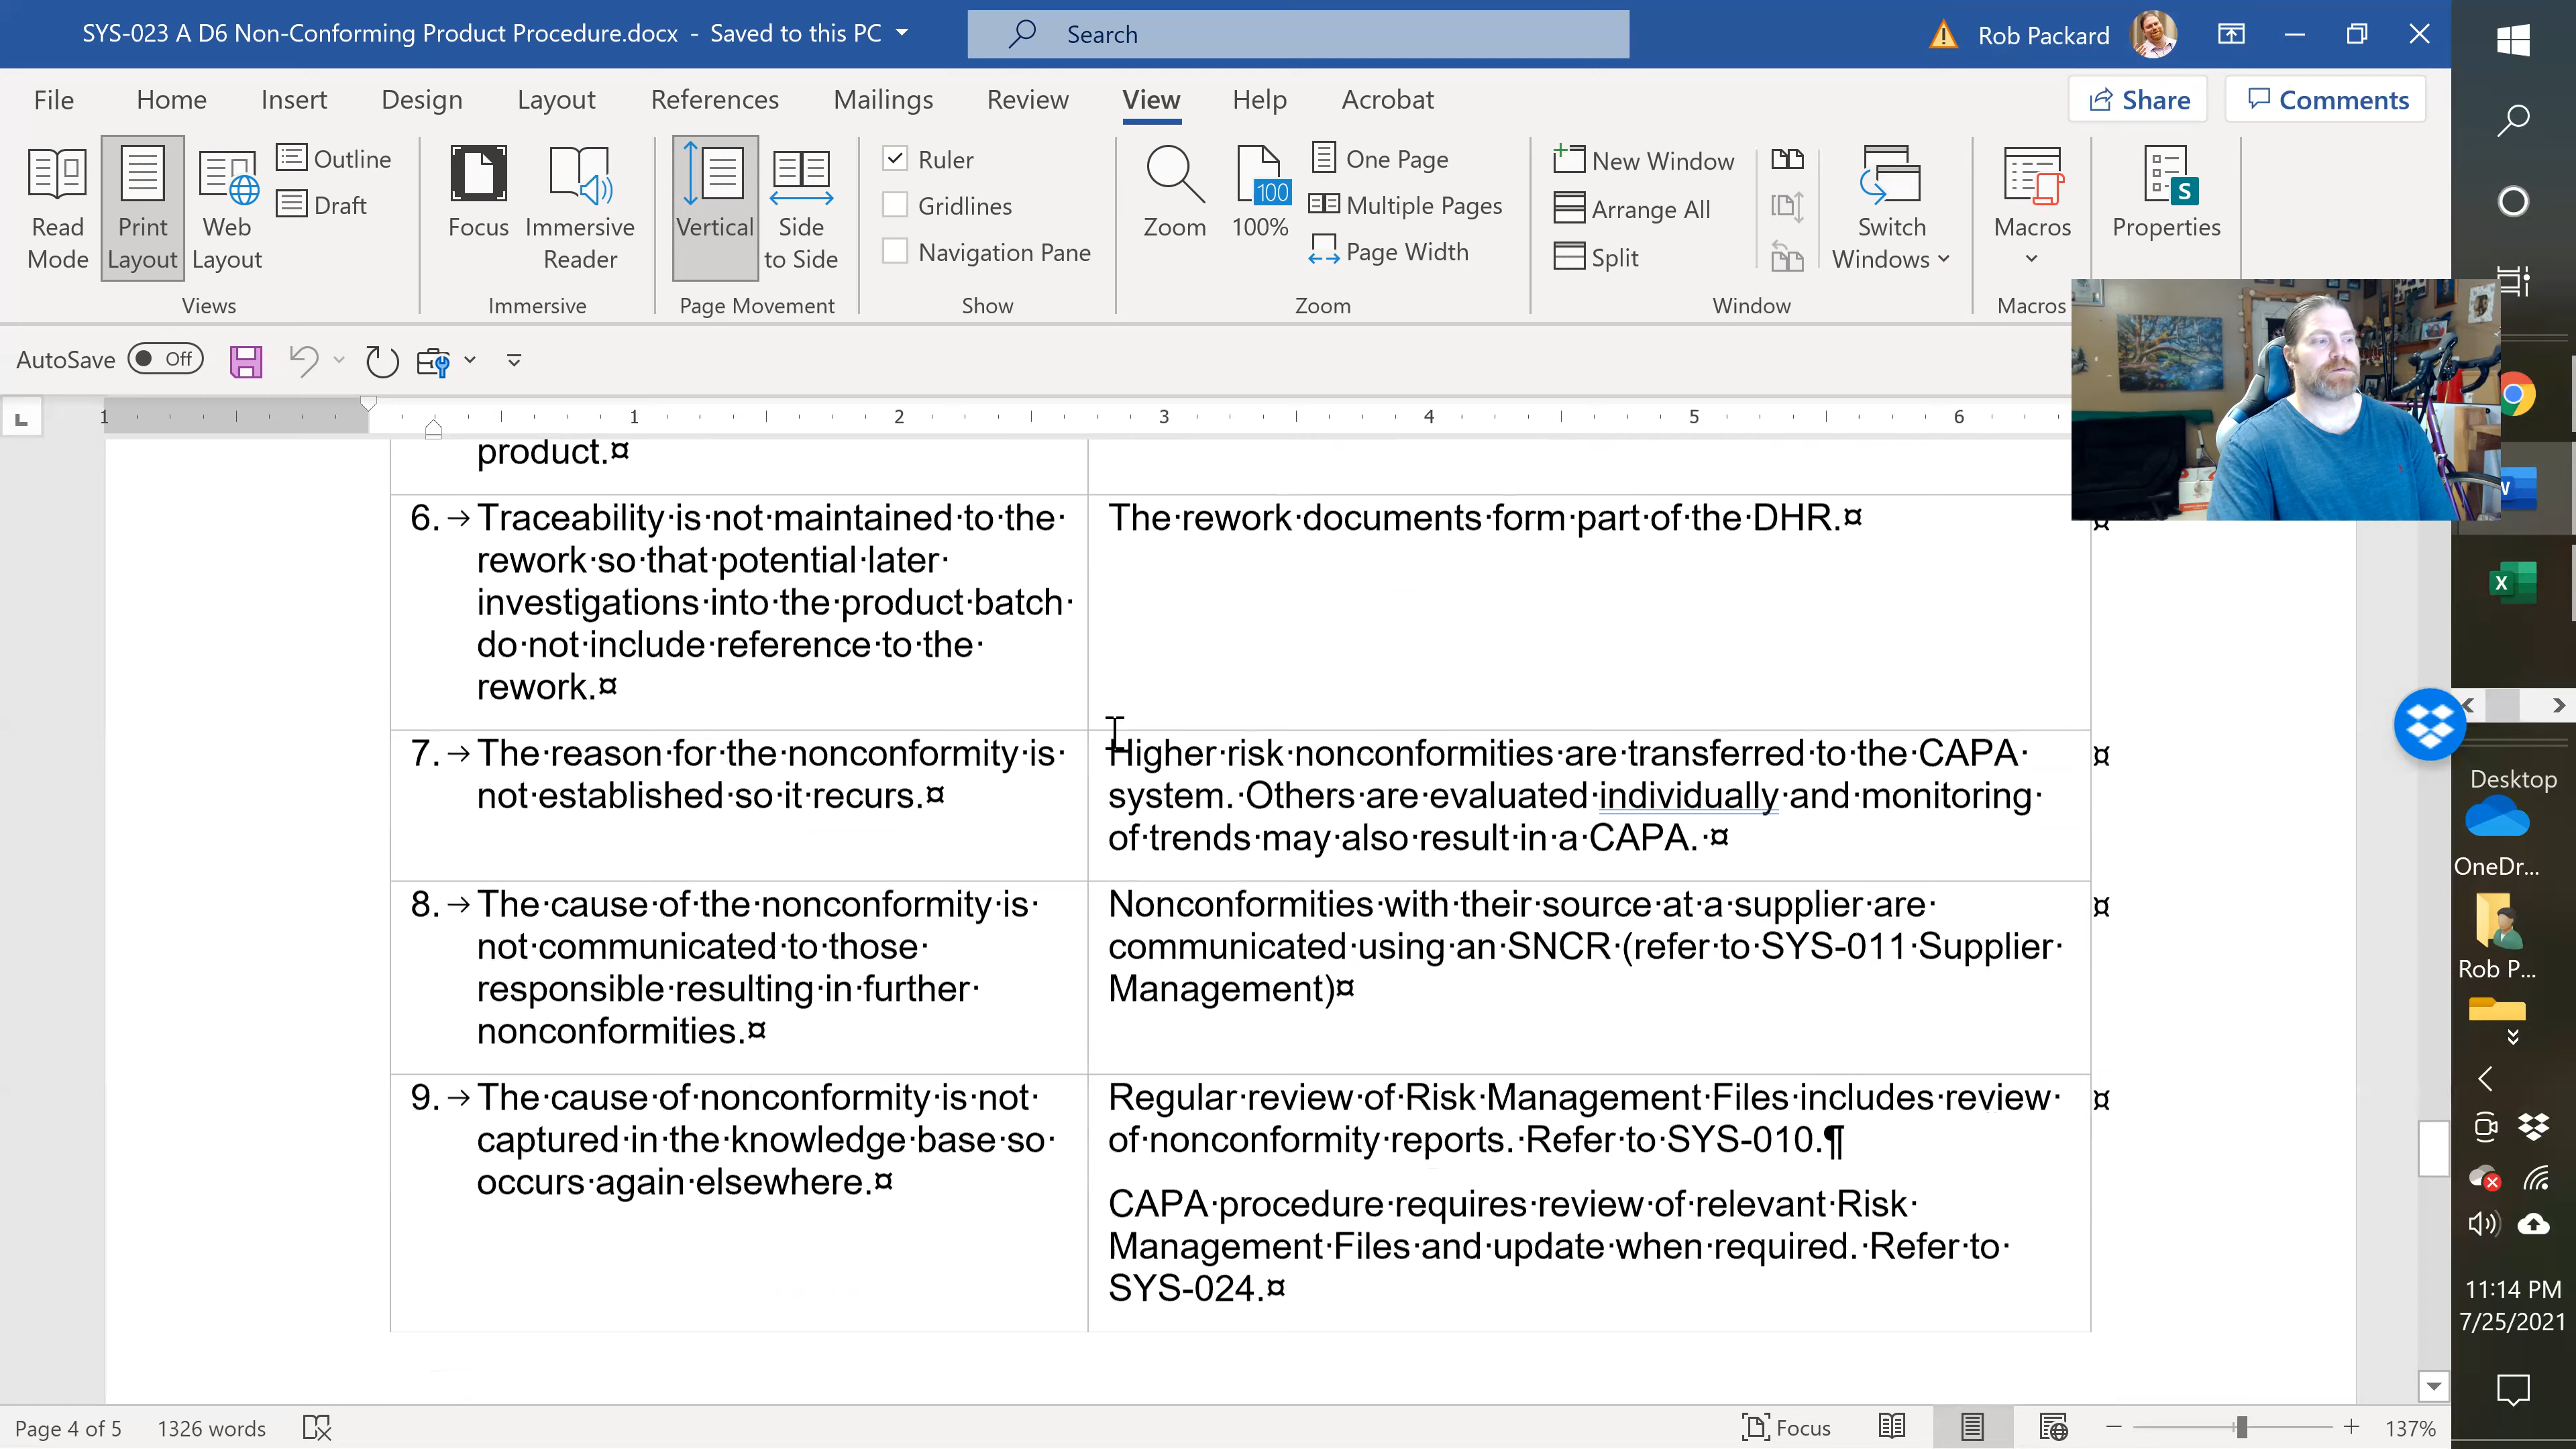 SYS-023 A D6 Non-Conforming Product Procedure.docx - Saved to this PC
Search
Rob Packard
File Home Insert Design Layout References Mailings Review View Help Acrobat
Share Comments
Read Mode
Print Layout
Web Layout
Outline
Draft
Views
Focus
Immersive Reader
Immersive
Vertical
Side to Side
Page Movement
Ruler
Gridlines
Navigation Pane
Show
Zoom
100
100%
One Page
Multiple Pages
Page Width
Zoom
New Window
Arrange All
Split
Switch Windows
Window
Macros
Macros
S
Properties
AutoSave Off
1 1 2 3 4 5 6
product.¤
6.→Traceability·is·not·maintained·to·the·
rework·so·that·potential·later·
investigations·into·the·product·batch·
do·not·include·reference·to·the·
rework.¤
The·rework·documents·form·part·of·the·DHR.¤
¤
7.→The·reason·for·the·nonconformity·is·
not·established·so·it·recurs.¤
Higher·risk·nonconformities·are·transferred·to·the·CAPA·
system.·Others·are·evaluated·individually·and·monitoring·
of·trends·may·also·result·in·a·CAPA.·¤
¤
8.→The·cause·of·the·nonconformity·is·
not·communicated·to·those·
responsible·resulting·in·further·
nonconformities.¤
Nonconformities·with·their·source·at·a·supplier·are·
communicated·using·an·SNCR·(refer·to·SYS-011·Supplier·
Management)¤
¤
9.→The·cause·of·nonconformity·is·not·
captured·in·the·knowledge·base·so·
occurs·again·elsewhere.¤
Regular·review·of·Risk·Management·Files·includes·review·
of·nonconformity·reports.·Refer·to·SYS-010.¶
CAPA·procedure·requires·review·of·relevant·Risk·
Management·Files·and·update·when·required.·Refer·to·
SYS-024.¤
¤
Page 4 of 5 1326 words
Focus
137%
W
X
Desktop
OneDr...
Rob P...
11:14 PM
7/25/2021